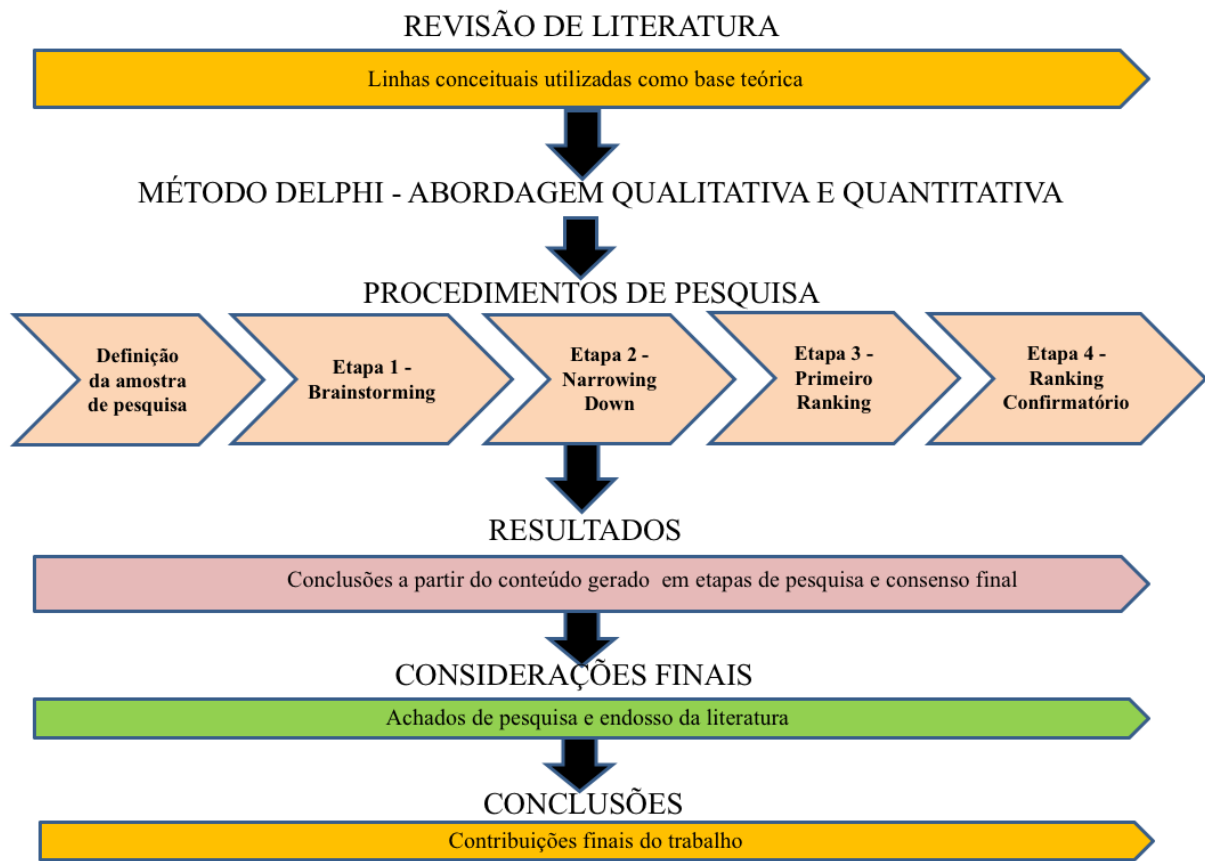 REVISÃO DE LITERATURA
Linhas conceituais utilizadas como base teórica
MÉTODO DELPHI - ABORDAGEM QUALITATIVA E QUANTITATIVA
PROCEDIMENTOS DE PESQUISA
Definição
da amostra
de pesquisa
Etapa 1 -
Brainstorming
Etapa 2 -
Narrowing
Down
Etapa 3 -
Primeiro
Ranking
Etapa 4 -
Ranking
Confirmatório
RESULTADOS
Conclusões a partir do conteúdo gerado em etapas de pesquisa e consenso final
CONSIDERAÇÕES FINAIS
Achados de pesquisa e endosso da literatura
CONCLUSÕES
Contribuições finais do trabalho